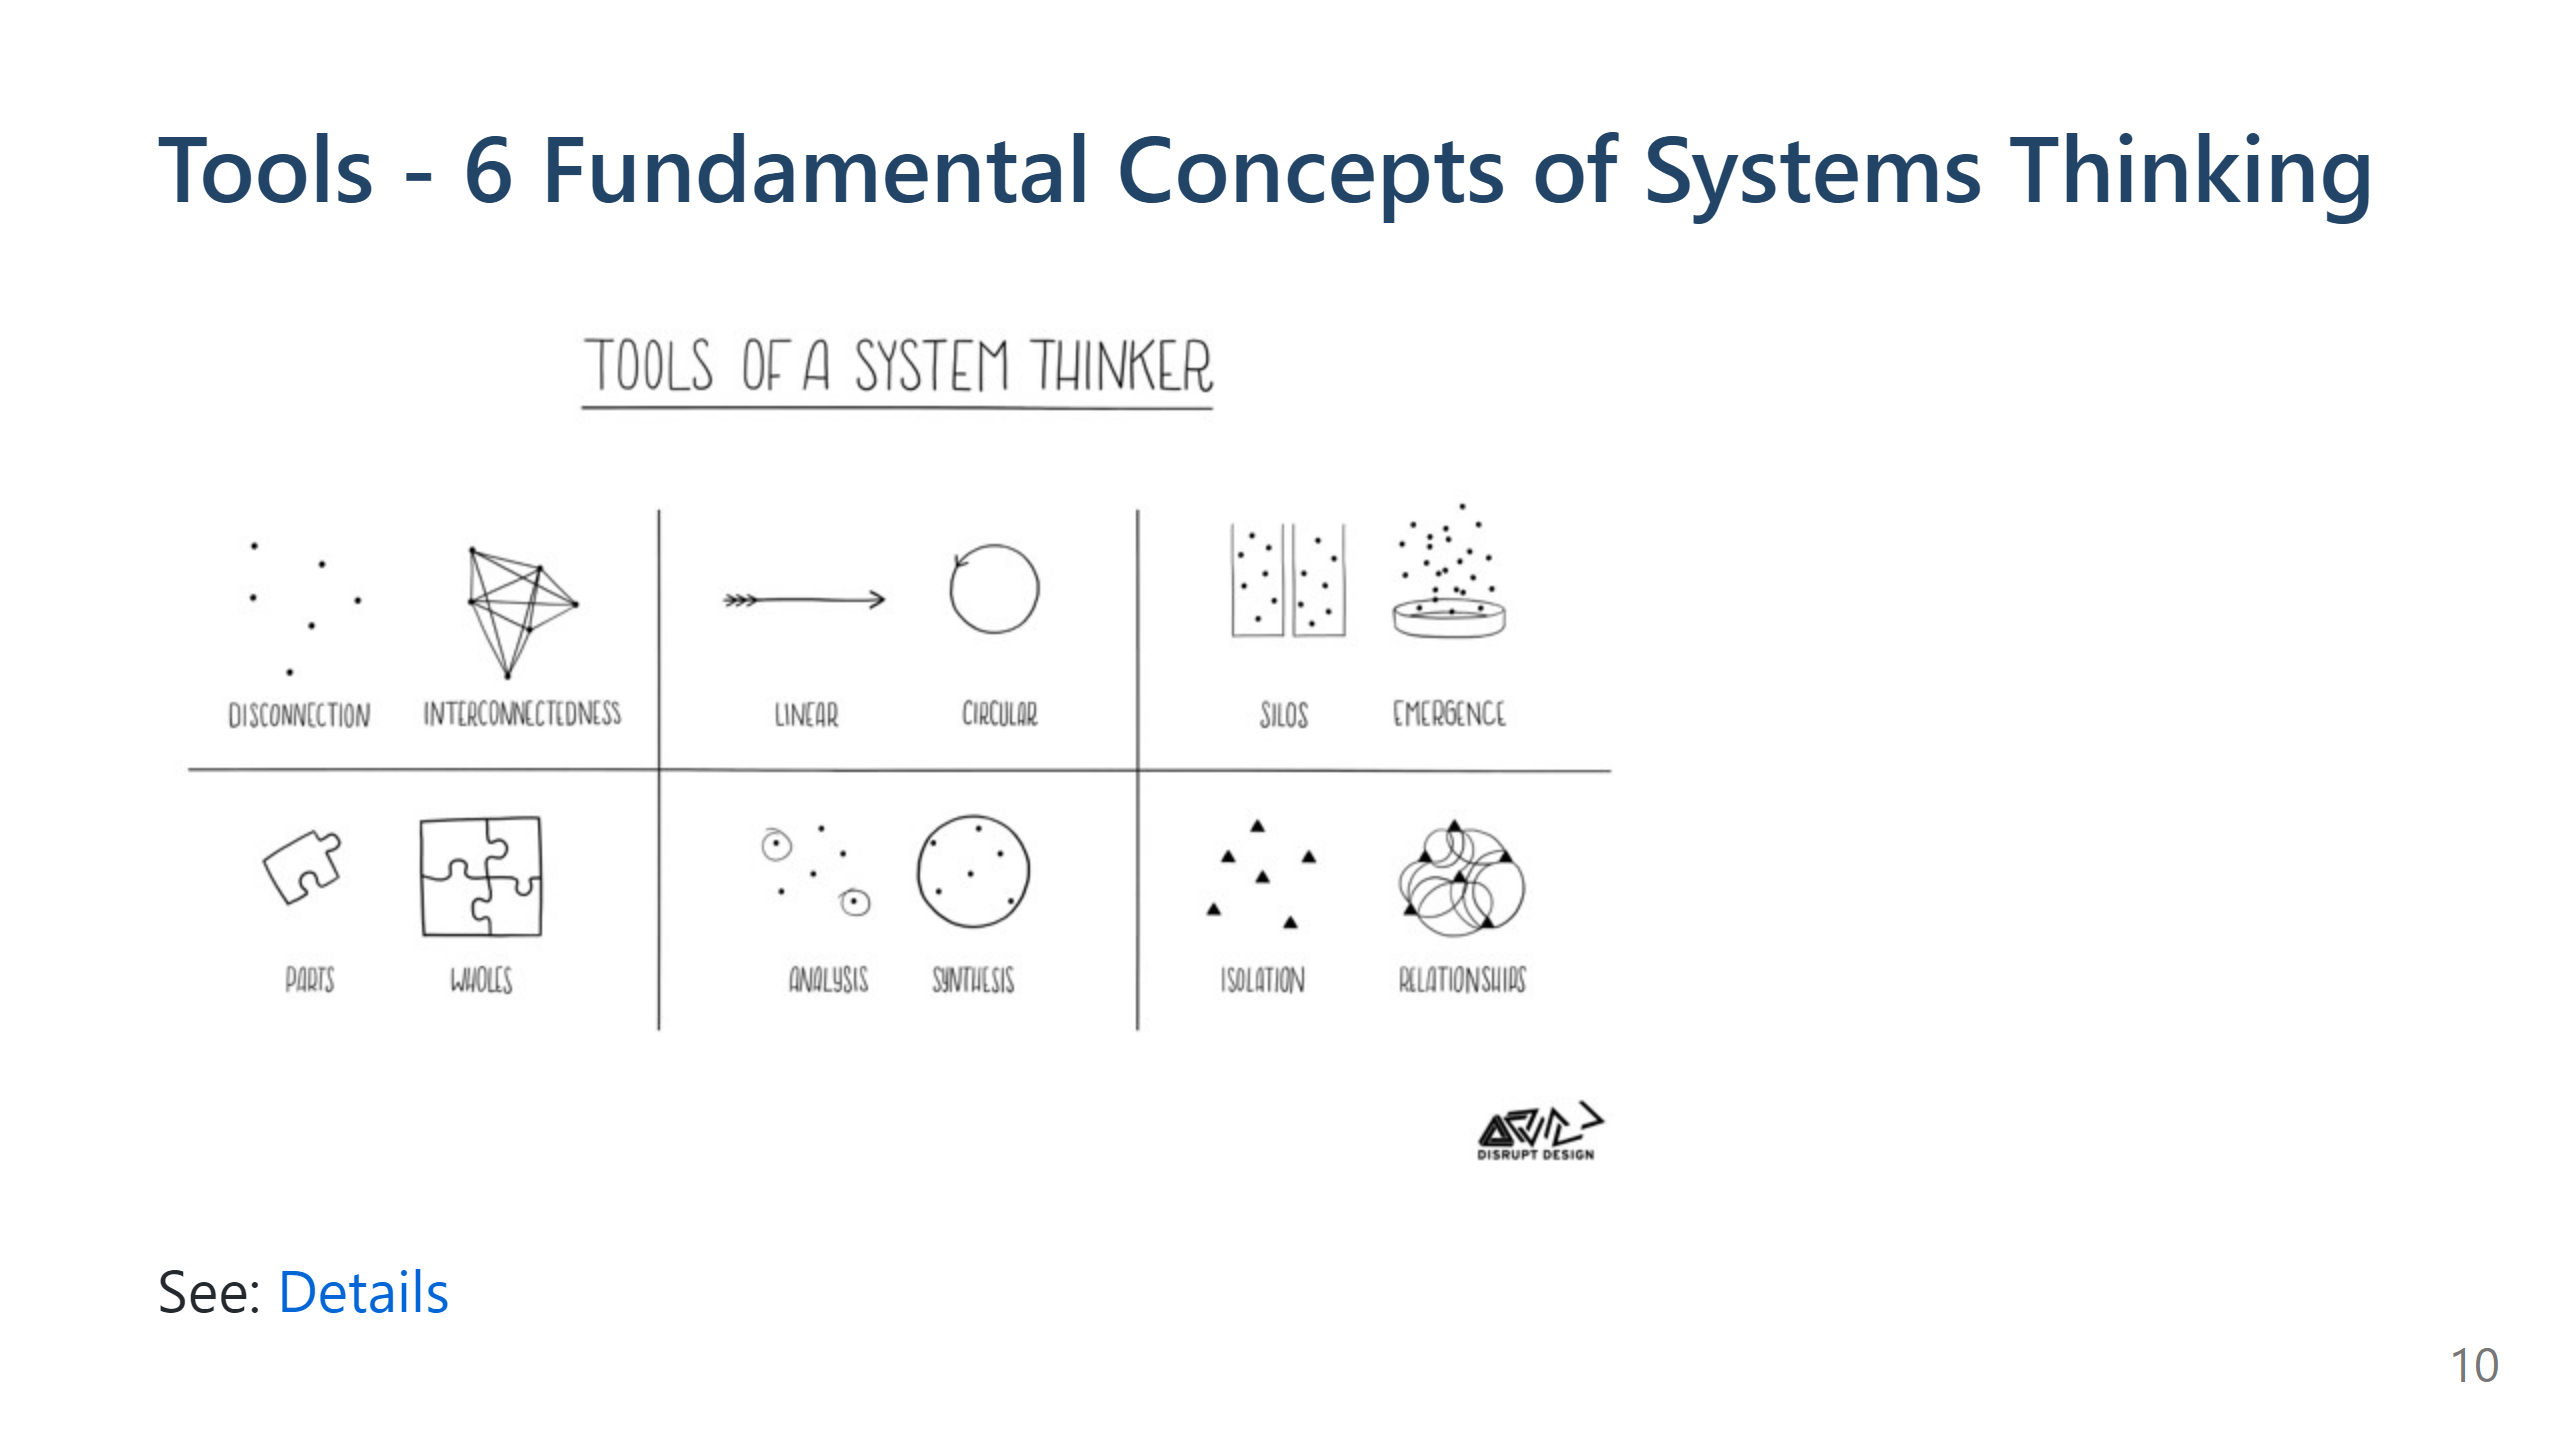 Tools - 6 Fundamental Concepts of Systems Thinking
TOOLS OF A SYSTEM THINKER
DISCONNECTION INTERCONNECTEDNESS LINEAR CIRCULAR SILOS EMERGENCE
PARTS WHOLES ANALYSIS SYNTHESIS ISOLATION RELATIONSHIPS
DISRUPT DESIGN
See: Details
10